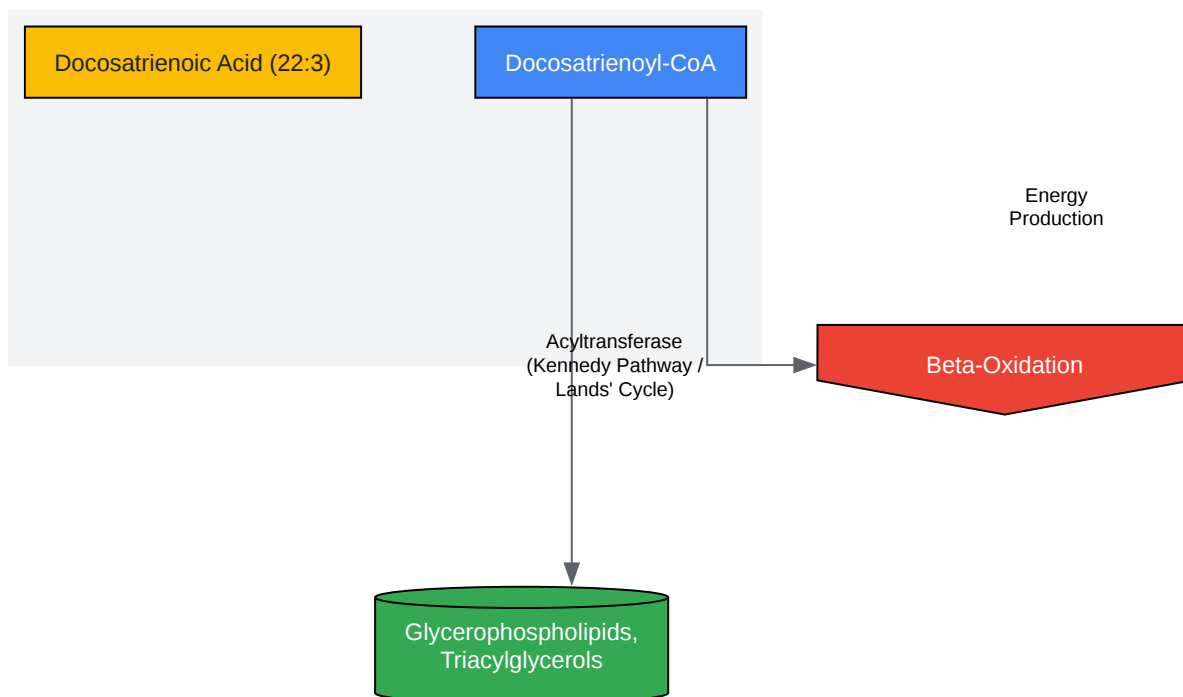 Docosatrienoic Acid (22:3)
Docosatrienoyl-CoA
Energy
Production
Acyltransferase
(Kennedy Pathway /
Lands' Cycle)
Beta-Oxidation
Glycerophospholipids,
Triacylglycerols